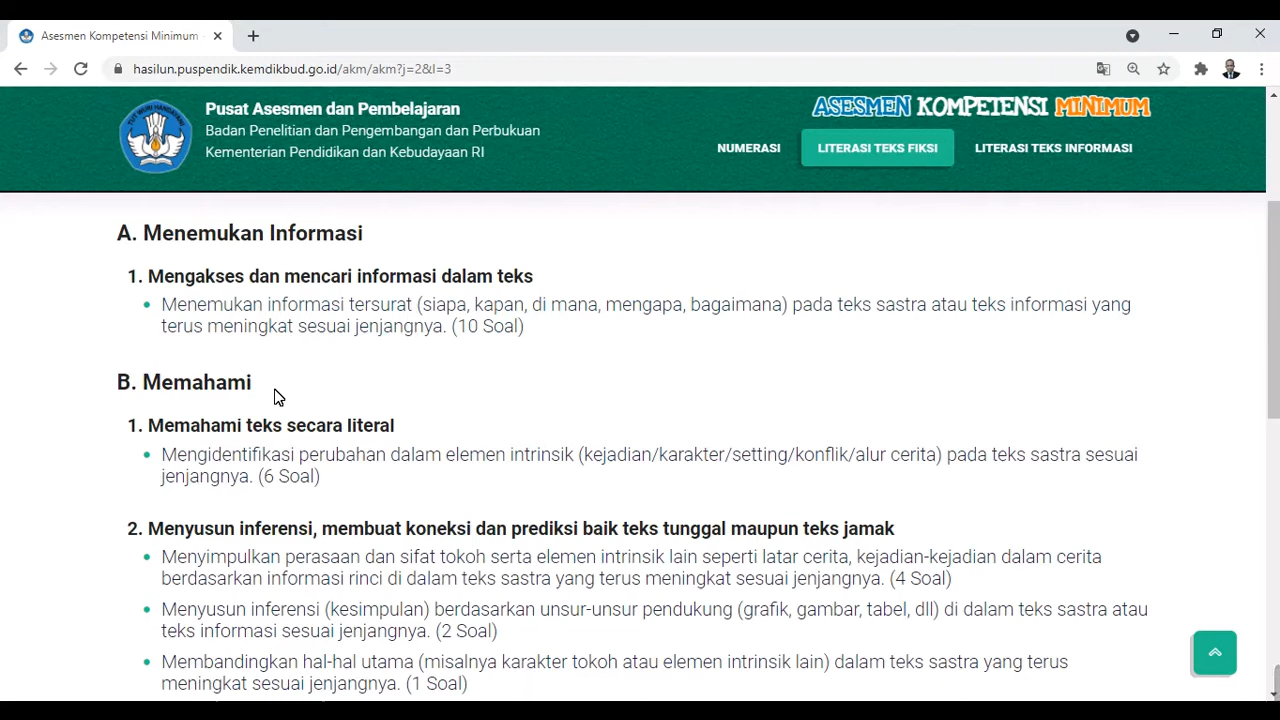 Asesmen Kompetensi Minimum -
hasilun.puspendik.kemdikbud.go.id/akm/akm?j=2&l=3
TUT WURI HANDAYANI
Pusat Asesmen dan Pembelajaran
Badan Penelitian dan Pengembangan dan Perbukuan
Kementerian Pendidikan dan Kebudayaan RI
ASESMEN KOMPETENSI MINIMUM
NUMERASI
LITERASI TEKS FIKSI
LITERASI TEKS INFORMASI
A. Menemukan Informasi
1. Mengakses dan mencari informasi dalam teks
• Menemukan informasi tersurat (siapa, kapan, di mana, mengapa, bagaimana) pada teks sastra atau teks informasi yang
terus meningkat sesuai jenjangnya. (10 Soal)
B. Memahami
1. Memahami teks secara literal
• Mengidentifikasi perubahan dalam elemen intrinsik (kejadian/karakter/setting/konflik/alur cerita) pada teks sastra sesuai
jenjangnya. (6 Soal)
2. Menyusun inferensi, membuat koneksi dan prediksi baik teks tunggal maupun teks jamak
• Menyimpulkan perasaan dan sifat tokoh serta elemen intrinsik lain seperti latar cerita, kejadian-kejadian dalam cerita
berdasarkan informasi rinci di dalam teks sastra yang terus meningkat sesuai jenjangnya. (4 Soal)
• Menyusun inferensi (kesimpulan) berdasarkan unsur-unsur pendukung (grafik, gambar, tabel, dll) di dalam teks sastra atau
teks informasi sesuai jenjangnya. (2 Soal)
• Membandingkan hal-hal utama (misalnya karakter tokoh atau elemen intrinsik lain) dalam teks sastra yang terus
meningkat sesuai jenjangnya. (1 Soal)